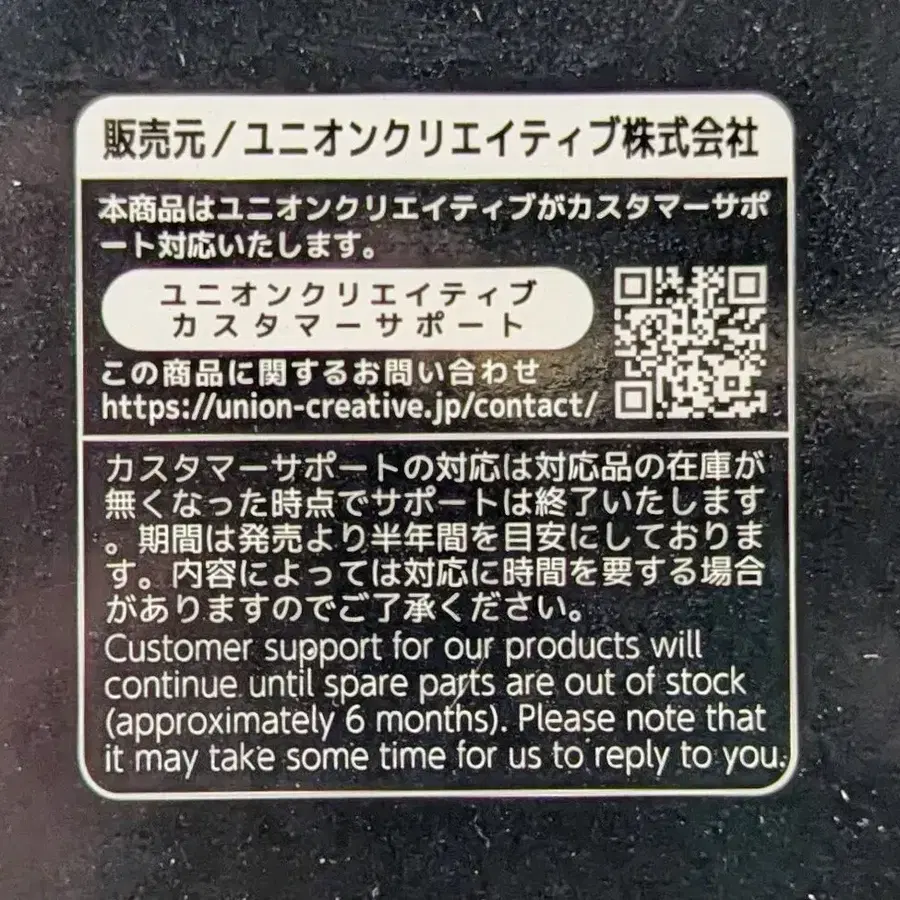 販売元/ユニオンクリエイティブ株式会社
本商品はユニオンクリエイティブがカスタマーサポ
ート対応いたします。
ユニオンクリエイティブ
カスタマーサポート
この商品に関するお問い合わせ
https://union-creative.jp/contact/
カスタマーサポートの対応は対応品の在庫が
無くなった時点でサポートは終了いたします
。期間は発売より半年間を目安にしておりま
す。内容によっては対応に時間を要する場合
がありますのでご了承ください。
Customer support for our products will
continue until spare parts are out of stock
(approximately 6 months). Please note that
it may take some time for us to reply to you.